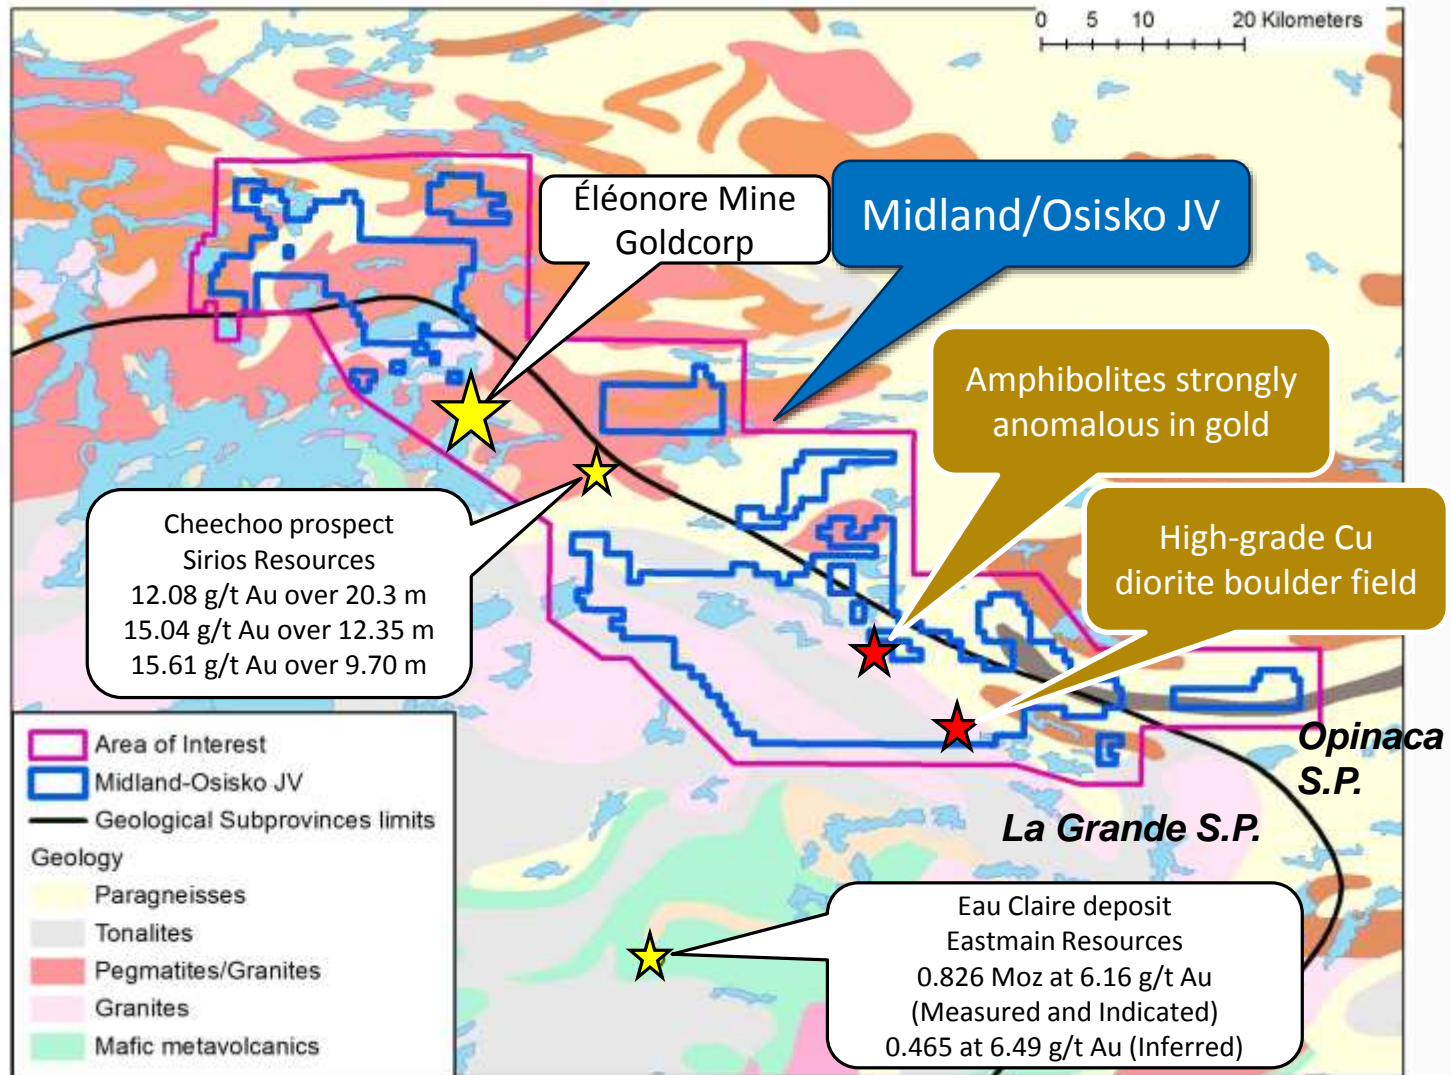 0 5 10 20 Kilometers
Éléonore Mine
Goldcorp
Midland/Osisko JV
Amphibolites strongly
anomalous in gold
High-grade Cu
diorite boulder field
Cheechoo prospect
Sirios Resources
12.08 g/t Au over 20.3 m
15.04 g/t Au over 12.35 m
15.61 g/t Au over 9.70 m
Opinaca
S.P.
La Grande S.P.
Area of Interest
Midland-Osisko JV
Geological Subprovinces limits
Geology
Paragneisses
Tonalites
Pegmatites/Granites
Granites
Mafic metavolcanics
Eau Claire deposit
Eastmain Resources
0.826 Moz at 6.16 g/t Au
(Measured and Indicated)
0.465 at 6.49 g/t Au (Inferred)